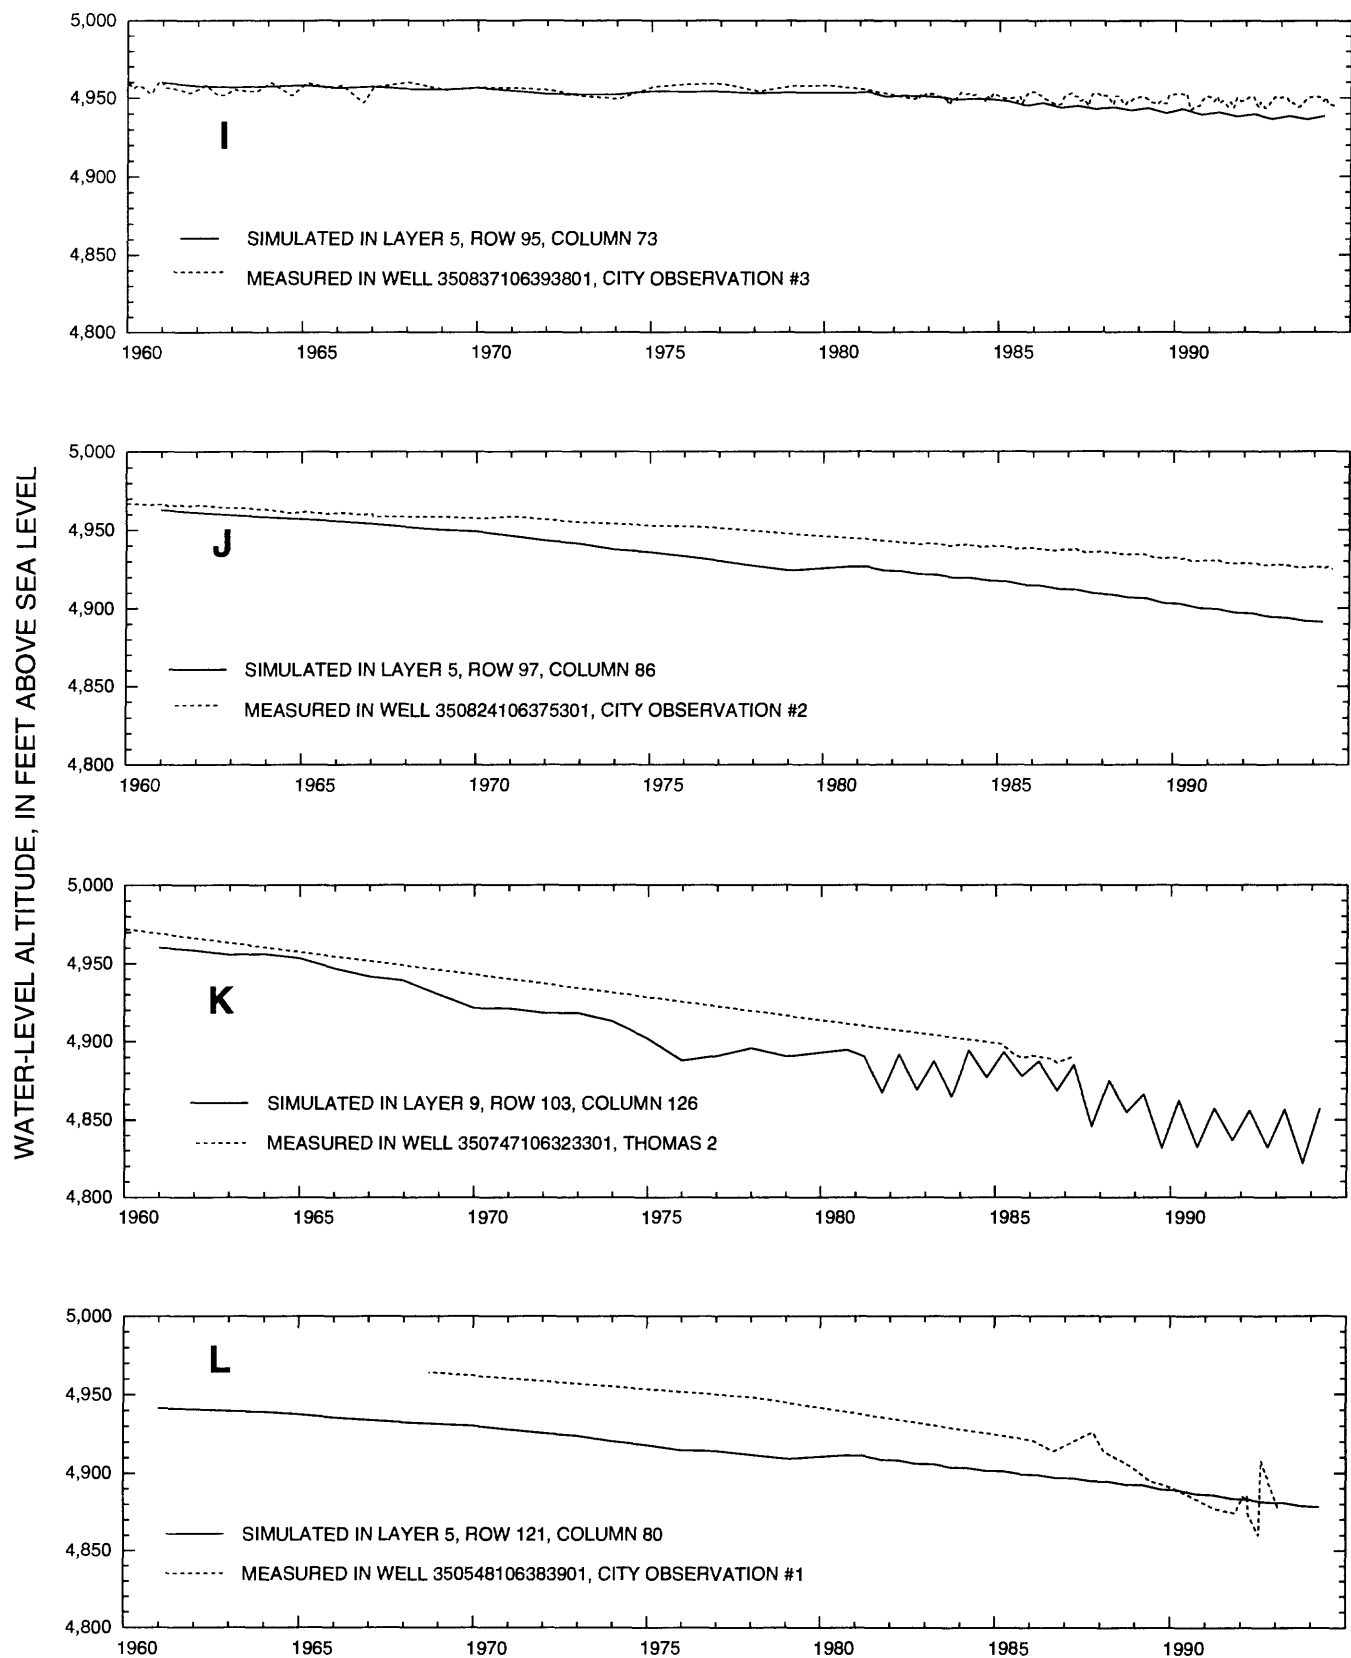 WATER-LEVEL ALTITUDE, IN FEET ABOVE SEA LEVEL
5,000
4,950
4,900
4,850
4,800
I
SIMULATED IN LAYER 5, ROW 95, COLUMN 73
MEASURED IN WELL 350837106393801, CITY OBSERVATION #3
1960 1965 1970 1975 1980 1985 1990
5,000
4,950
4,900
4,850
4,800
J
SIMULATED IN LAYER 5, ROW 97, COLUMN 86
MEASURED IN WELL 350824106375301, CITY OBSERVATION #2
1960 1965 1970 1975 1980 1985 1990
5,000
4,950
4,900
4,850
4,800
K
SIMULATED IN LAYER 9, ROW 103, COLUMN 126
MEASURED IN WELL 350747106323301, THOMAS 2
1960 1965 1970 1975 1980 1985 1990
5,000
4,950
4,900
4,850
4,800
L
SIMULATED IN LAYER 5, ROW 121, COLUMN 80
MEASURED IN WELL 350548106383901, CITY OBSERVATION #1
1960 1965 1970 1975 1980 1985 1990